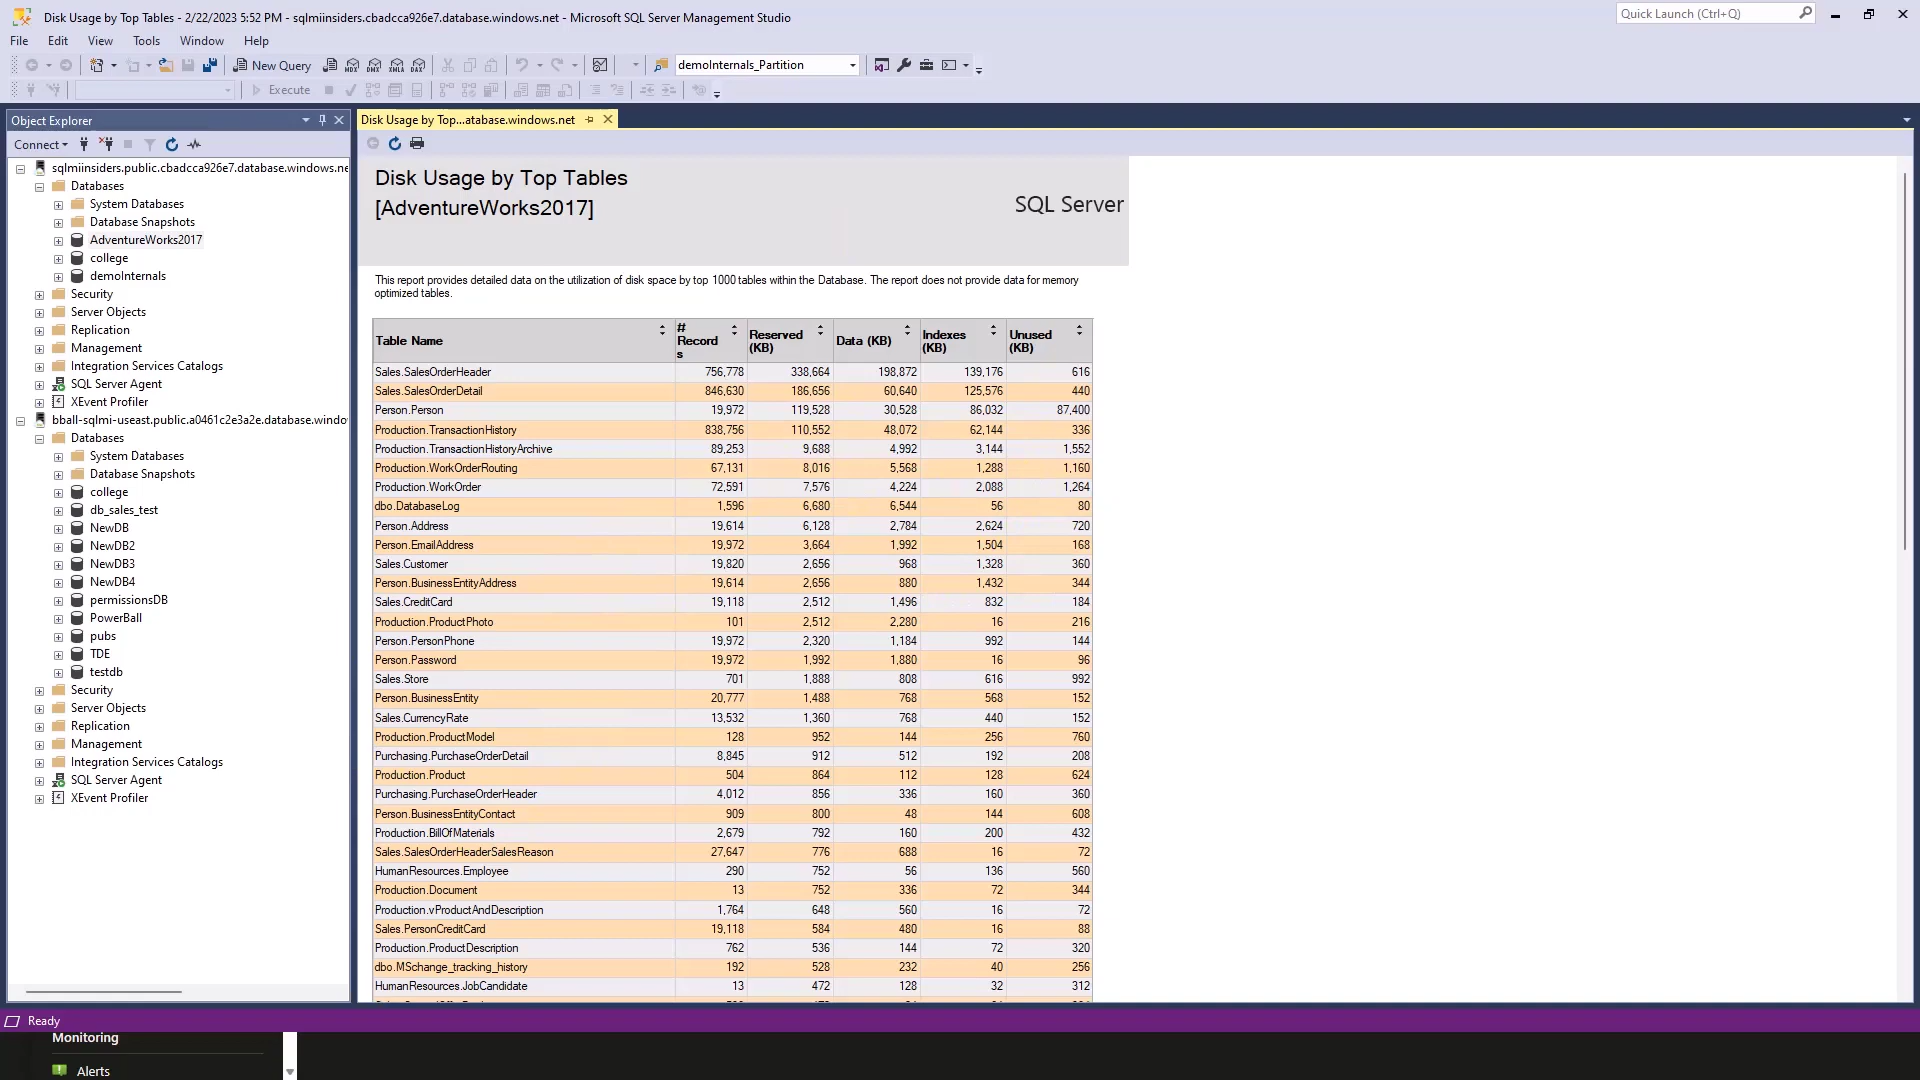 Disk Usage by Top Tables - 2/22/2023 5:52 PM - sqlmiinsiders.cbadcca926e7.database.windows.net - Microsoft SQL Server Management Studio
Quick Launch (Ctrl+Q)
File Edit View Tools Window Help
New Query
MDX DMX XMLA DAX
demoInternals_Partition
Execute
Object Explorer
Disk Usage by Top...atabase.windows.net
Connect
sqlmiinsiders.public.cbadcca926e7.database.windows.ne
Databases
System Databases
Database Snapshots
AdventureWorks2017
college
demoInternals
Security
Server Objects
Replication
Management
Integration Services Catalogs
SQL Server Agent
XEvent Profiler
bball-sqlmi-useast.public.a0461c2e3a2e.database.windo
Databases
System Databases
Database Snapshots
college
db_sales_test
NewDB
NewDB2
NewDB3
NewDB4
permissionsDB
PowerBall
pubs
TDE
testdb
Security
Server Objects
Replication
Management
Integration Services Catalogs
SQL Server Agent
XEvent Profiler
Disk Usage by Top Tables
[AdventureWorks2017]
SQL Server
This report provides detailed data on the utilization of disk space by top 1000 tables within the Database. The report does not provide data for memory
optimized tables.
Table Name # Records Reserved (KB) Data (KB) Indexes (KB) Unused (KB)
Sales.SalesOrderHeader 756,778 338,664 198,872 139,176 616
Sales.SalesOrderDetail 846,630 186,656 60,640 125,576 440
Person.Person 19,972 119,528 30,528 86,032 87,400
Production.TransactionHistory 838,756 110,552 48,072 62,144 336
Production.TransactionHistoryArchive 89,253 9,688 4,992 3,144 1,552
Production.WorkOrderRouting 67,131 8,016 5,568 1,288 1,160
Production.WorkOrder 72,591 7,576 4,224 2,088 1,264
dbo.DatabaseLog 1,596 6,680 6,544 56 80
Person.Address 19,614 6,128 2,784 2,624 720
Person.EmailAddress 19,972 3,664 1,992 1,504 168
Sales.Customer 19,820 2,656 968 1,328 360
Person.BusinessEntityAddress 19,614 2,656 880 1,432 344
Sales.CreditCard 19,118 2,512 1,496 832 184
Production.ProductPhoto 101 2,512 2,280 16 216
Person.PersonPhone 19,972 2,320 1,184 992 144
Person.Password 19,972 1,992 1,880 16 96
Sales.Store 701 1,888 808 616 992
Person.BusinessEntity 20,777 1,488 768 568 152
Sales.CurrencyRate 13,532 1,360 768 440 152
Production.ProductModel 128 952 144 256 760
Purchasing.PurchaseOrderDetail 8,845 912 512 192 208
Production.Product 504 864 112 128 624
Purchasing.PurchaseOrderHeader 4,012 856 336 160 360
Person.BusinessEntityContact 909 800 48 144 608
Production.BillOfMaterials 2,679 792 160 200 432
Sales.SalesOrderHeaderSalesReason 27,647 776 688 16 72
HumanResources.Employee 290 752 56 136 560
Production.Document 13 752 336 72 344
Production.vProductAndDescription 1,764 648 560 16 72
Sales.PersonCreditCard 19,118 584 480 16 88
Production.ProductDescription 762 536 144 72 320
dbo.MSchange_tracking_history 192 528 232 40 256
HumanResources.JobCandidate 13 472 128 32 312
Ready
Monitoring
Alerts